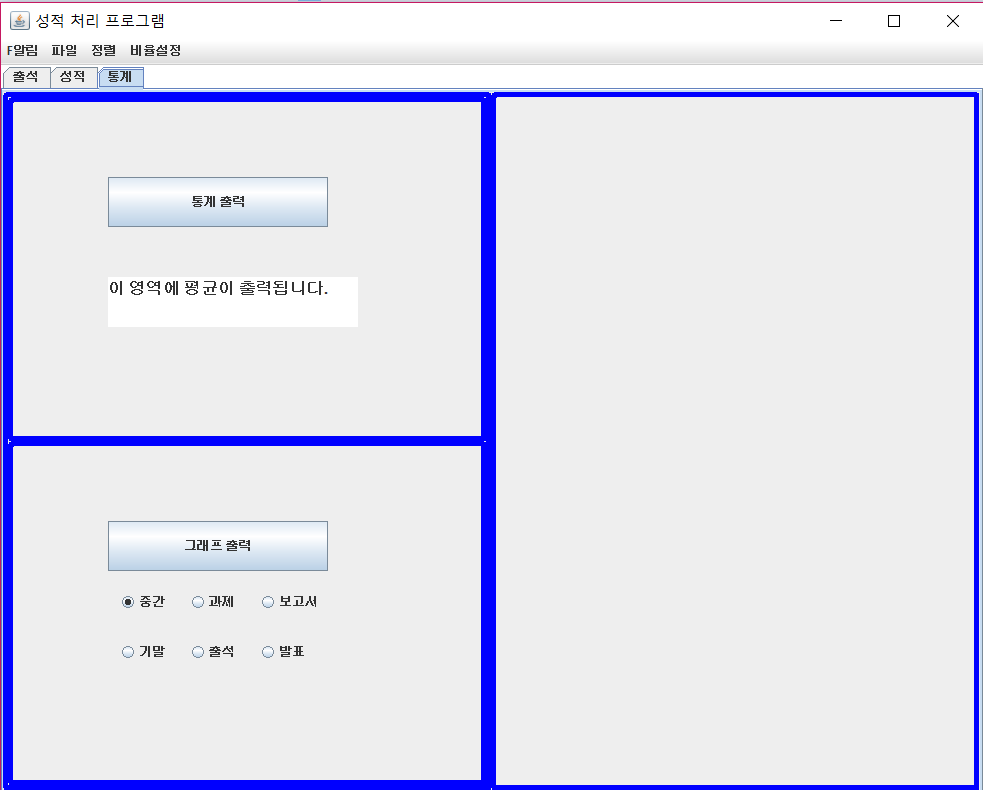 성적 처리 프로그램
F알림 파일 정렬 비율설정
출석 성적 통계
통계 출력
이 영역에 평균이 출력됩니다.
그래프 출력
중간 과제 보고서
기말 출석 발표